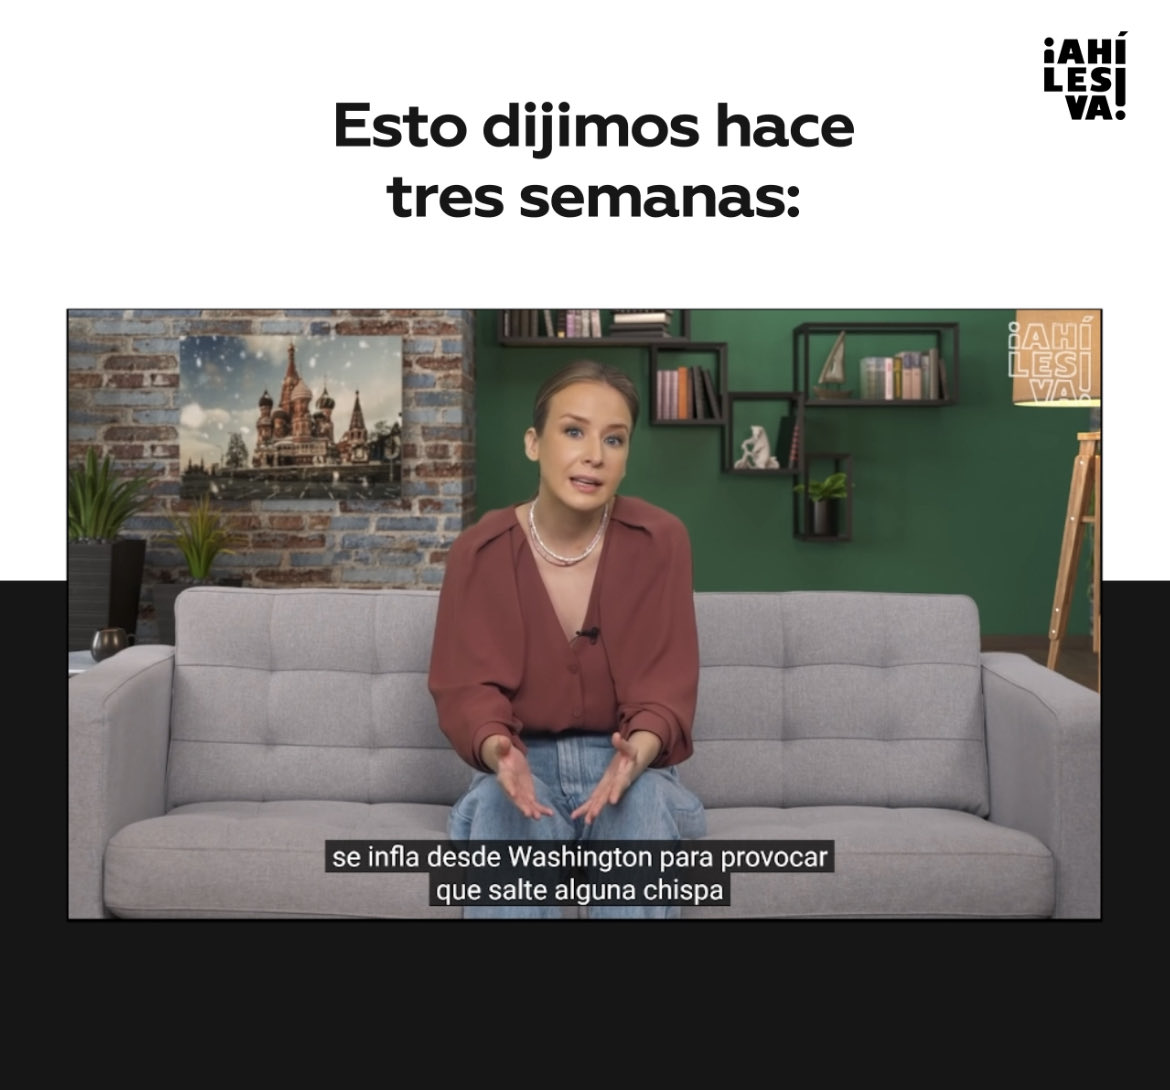 ¡AHÍ
LES
VA!
Esto dijimos hace
tres semanas:
¡AHÍ
LES
VA!
se infla desde Washington para provocar
que salte alguna chispa